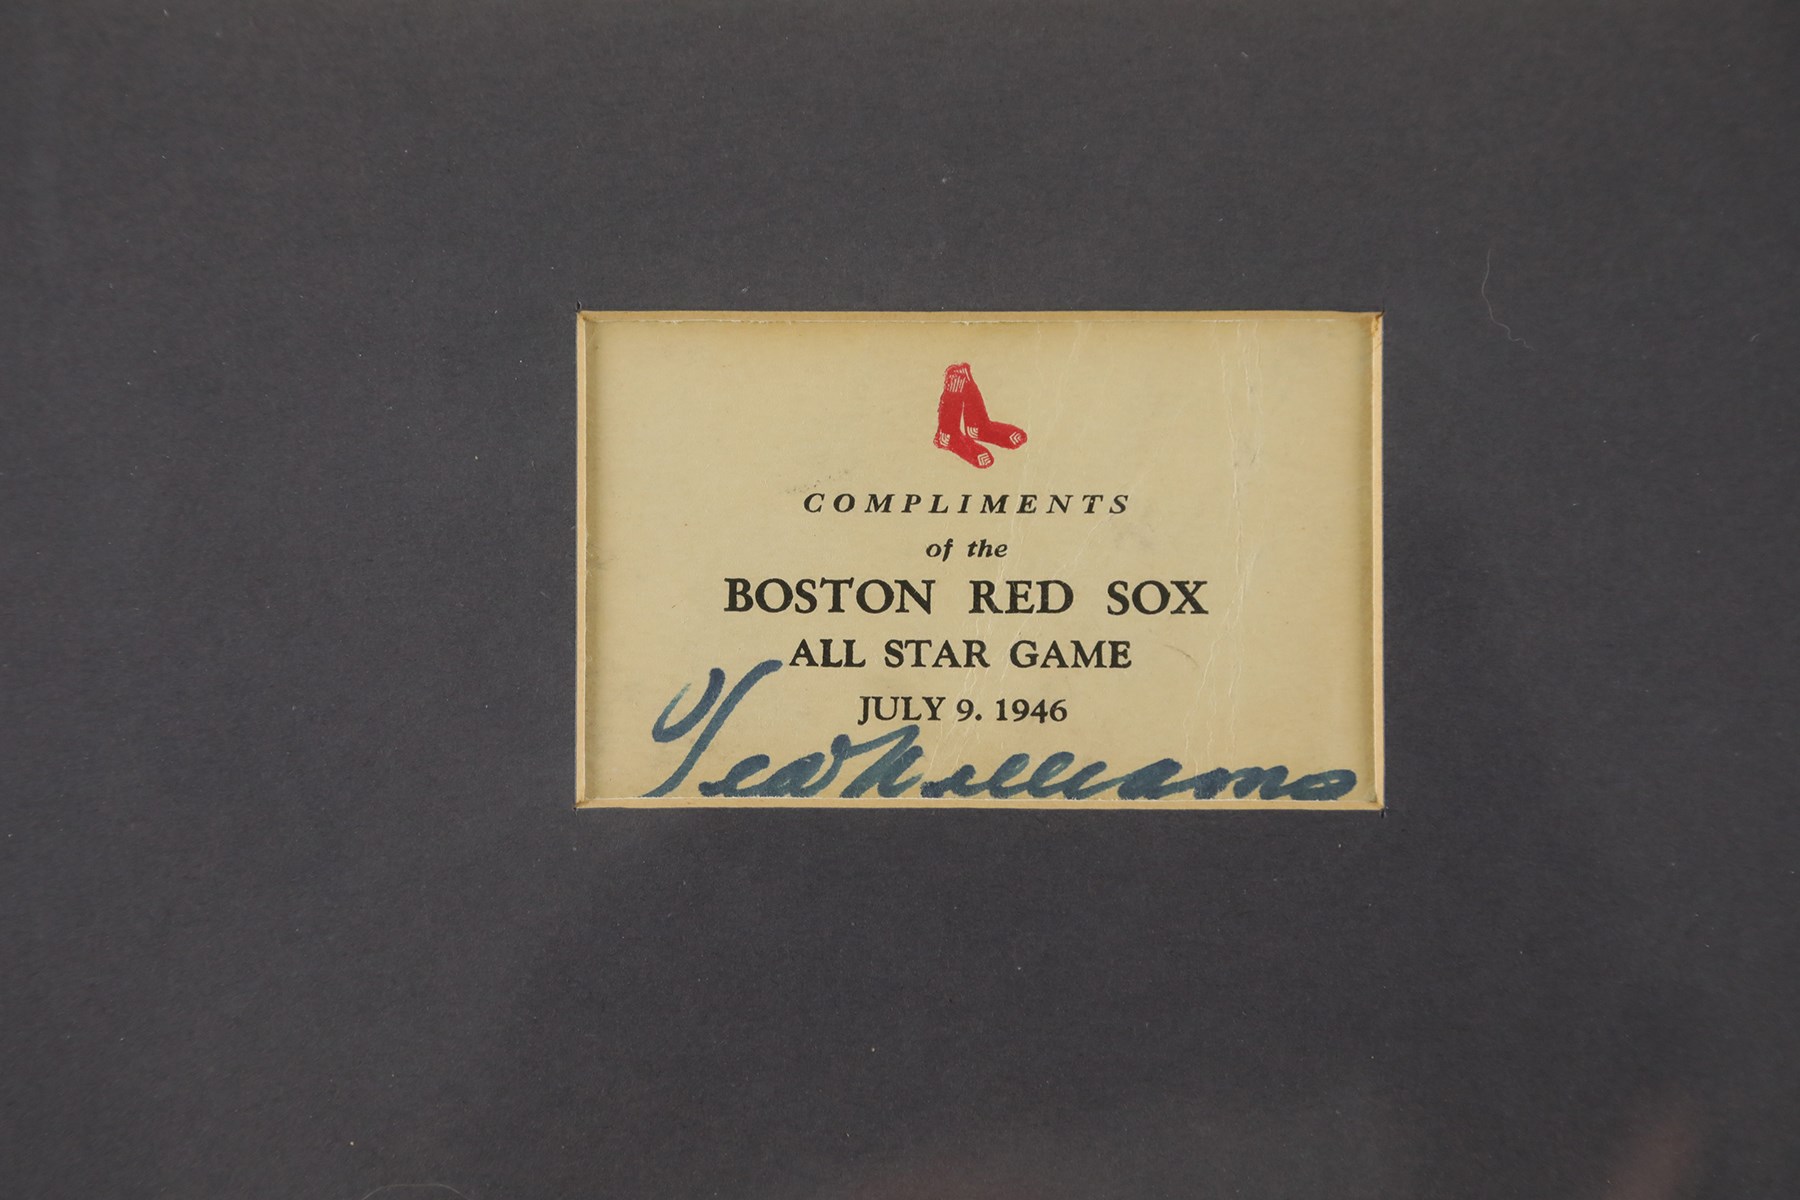 COMPLIMENTS
of the
BOSTON RED SOX
ALL STAR GAME
JULY 9. 1946
Ted Williams